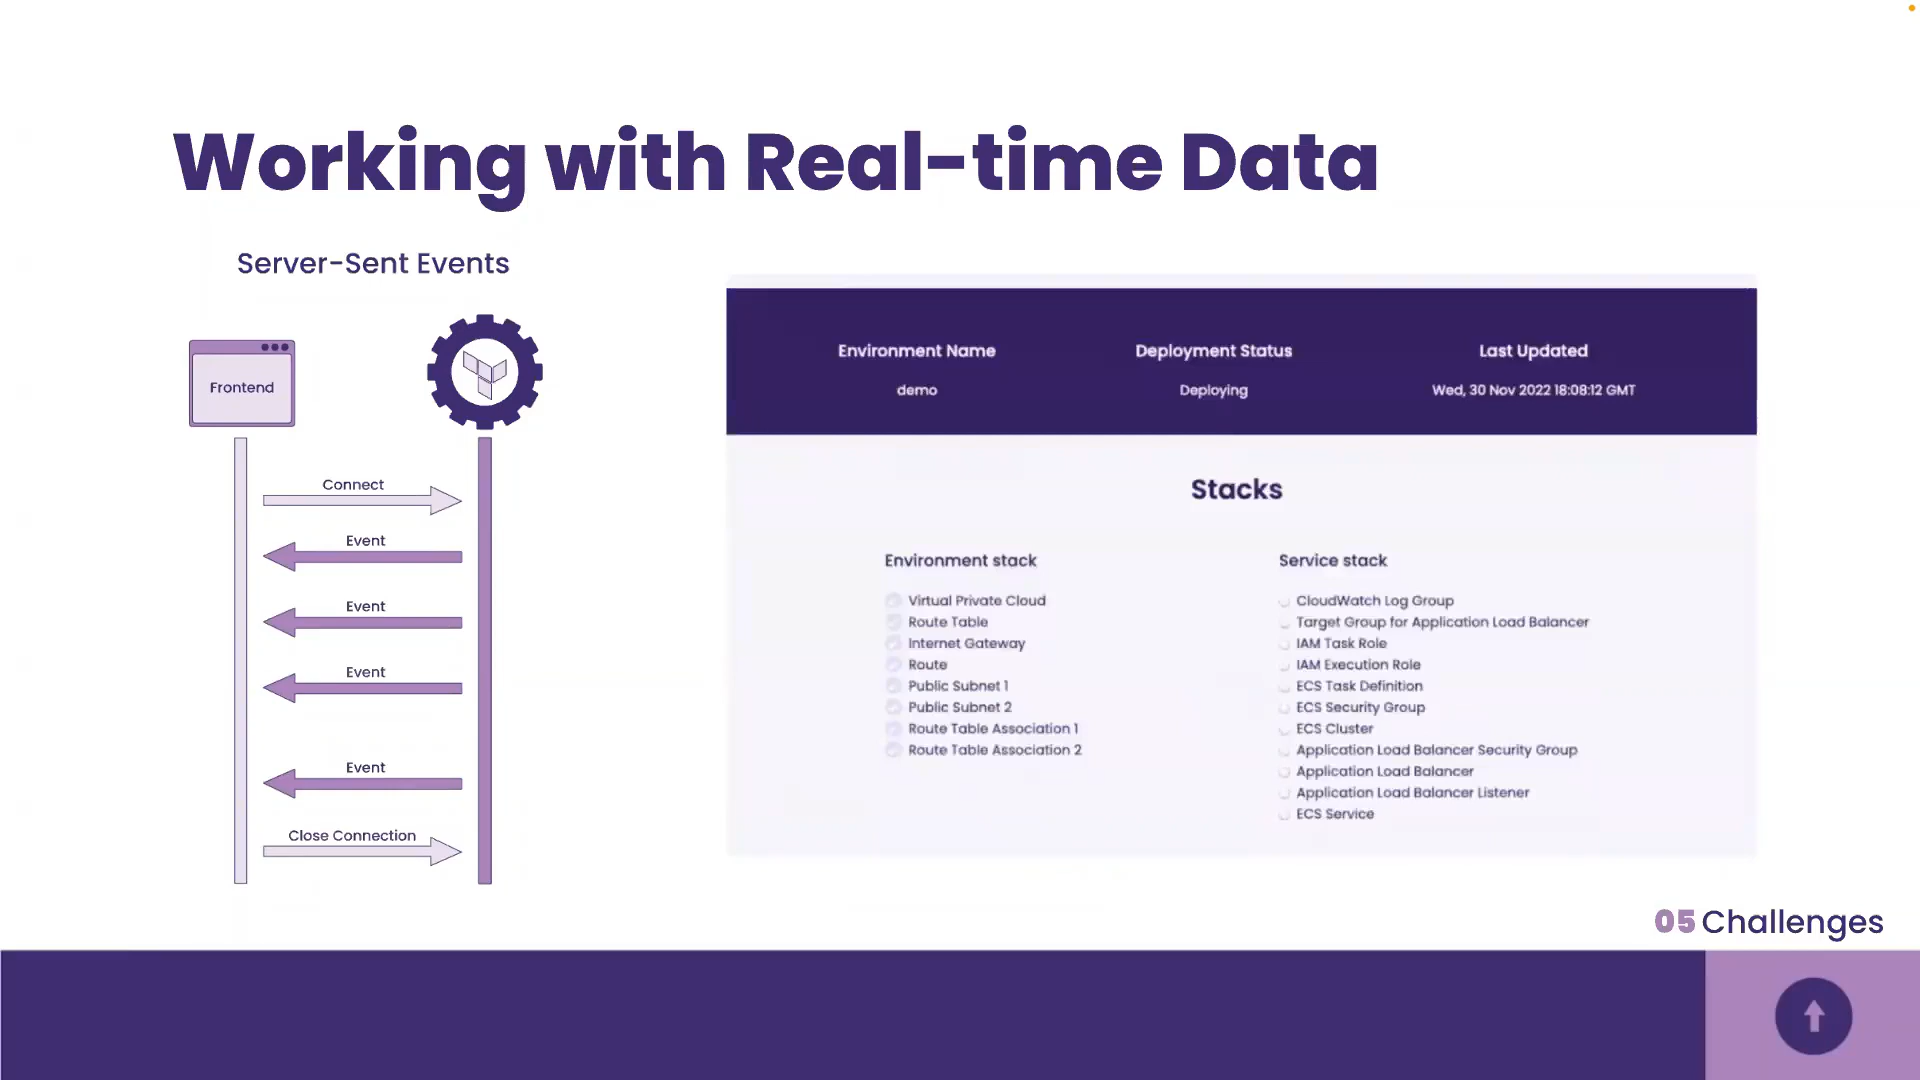 Working with Real-time Data
Server-Sent Events
Frontend
Connect
Event
Event
Event
Event
Close Connection
Environment Name
demo
Deployment Status
Deploying
Last Updated
Wed, 30 Nov 2022 18:08:12 GMT
Stacks
Environment stack
Virtual Private Cloud
Route Table
Internet Gateway
Route
Public Subnet 1
Public Subnet 2
Route Table Association 1
Route Table Association 2
Service stack
CloudWatch Log Group
Target Group for Application Load Balancer
IAM Task Role
IAM Execution Role
ECS Task Definition
ECS Security Group
ECS Cluster
Application Load Balancer Security Group
Application Load Balancer
Application Load Balancer Listener
ECS Service
05 Challenges